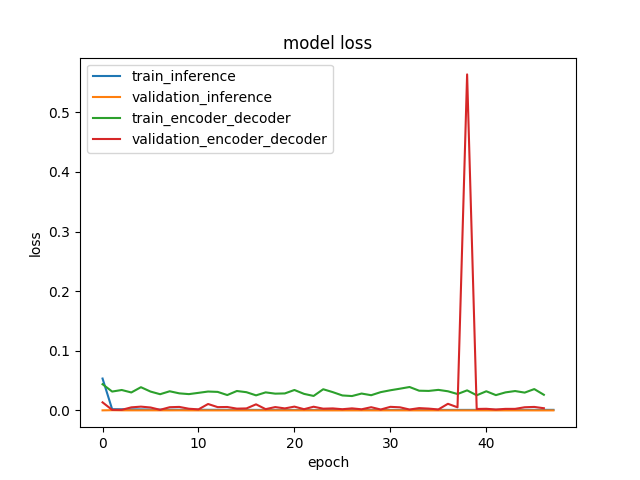 model loss
train_inference
validation_inference
train_encoder_decoder
validation_encoder_decoder
loss
0.5
0.4
0.3
0.2
0.1
0.0
0 10 20 30 40
epoch